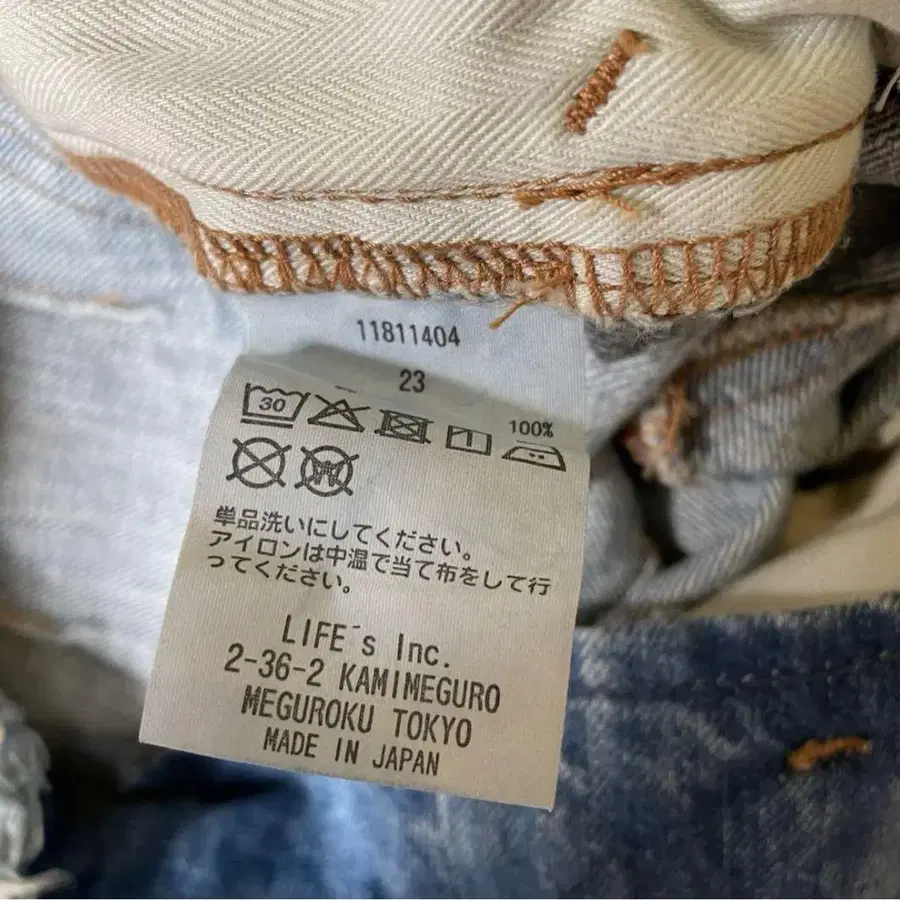 11811404
23
30
100%
W
単品洗いにしてください。
アイロンは中温で当て布をして行
ってください。
LIFE´s Inc.
2-36-2 KAMIMEGURO
MEGUROKU TOKYO
MADE IN JAPAN